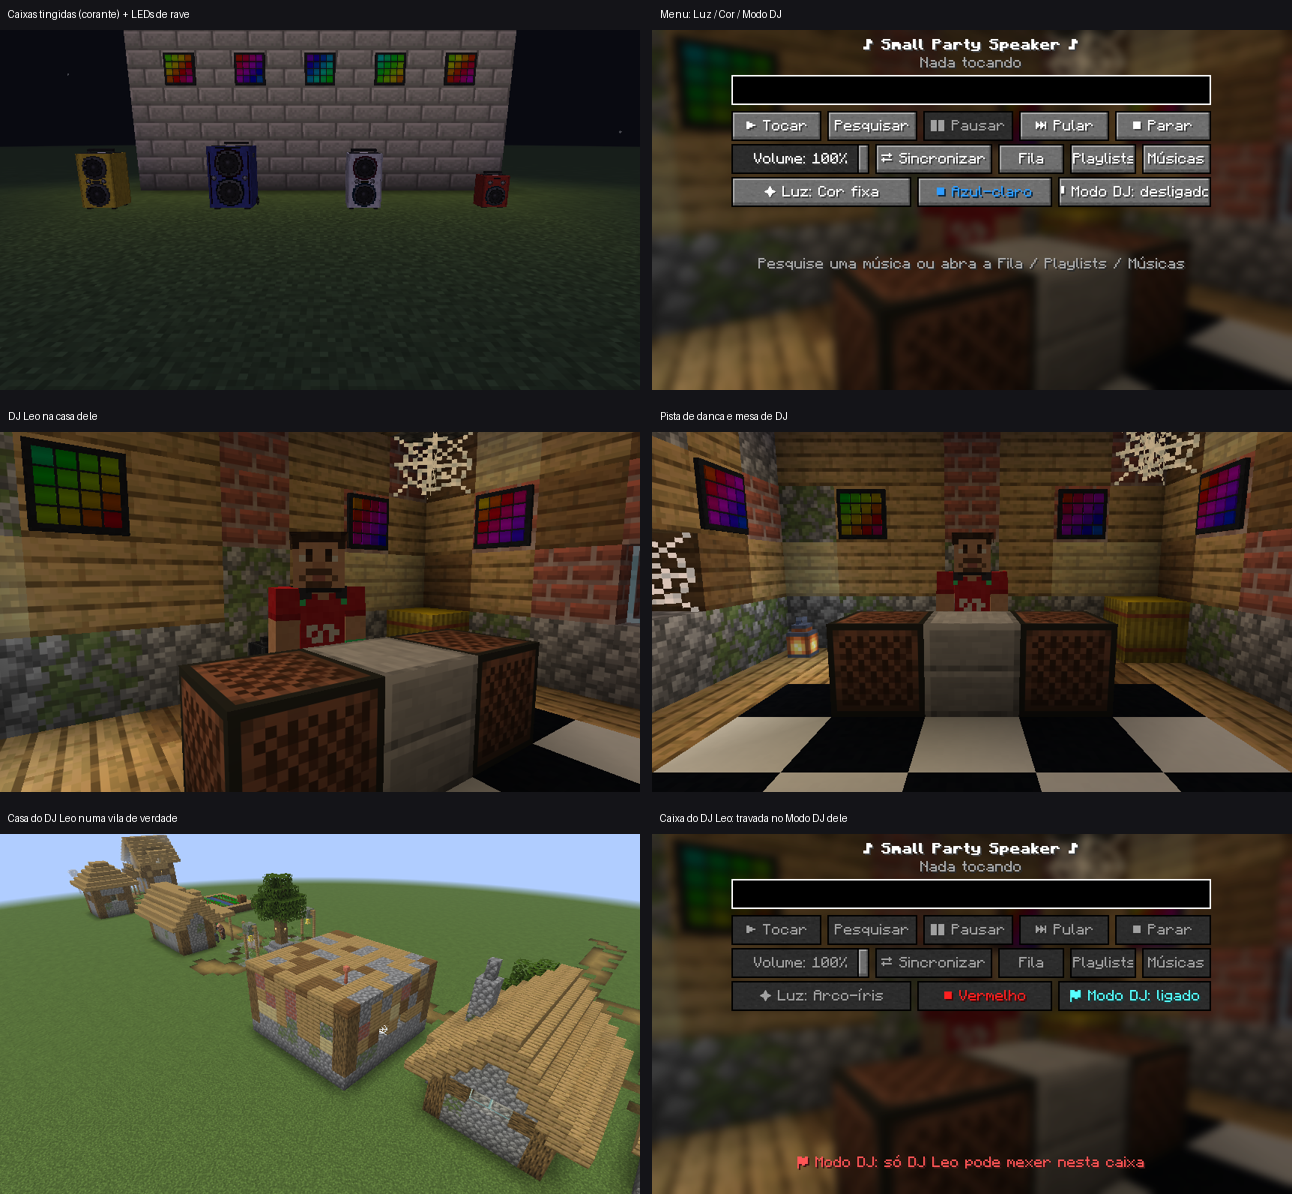 Caixas tingidas (corante) + LEDs de rave
Menu: Luz / Cor / Modo DJ
♪ Small Party Speaker ♪
Nada tocando
► Tocar
Pesquisar
Pausar
Pular
■ Parar
Volume: 100%
⇄ Sincronizar
Fila
Playlists
Músicas
✦ Luz: Cor fixa
■ Azul-claro
Modo DJ: desligado
Pesquise uma música ou abra a Fila / Playlists / Músicas
DJ Leo na casa dele
Pista de danca e mesa de DJ
Casa do DJ Leo numa vila de verdade
Caixa do DJ Leo: travada no Modo DJ dele
♪ Small Party Speaker ♪
Nada tocando
► Tocar
Pesquisar
Pausar
Pular
■ Parar
Volume: 100%
⇄ Sincronizar
Fila
Playlists
Músicas
✦ Luz: Arco-íris
■ Vermelho
Modo DJ: ligado
Modo DJ: só DJ Leo pode mexer nesta caixa